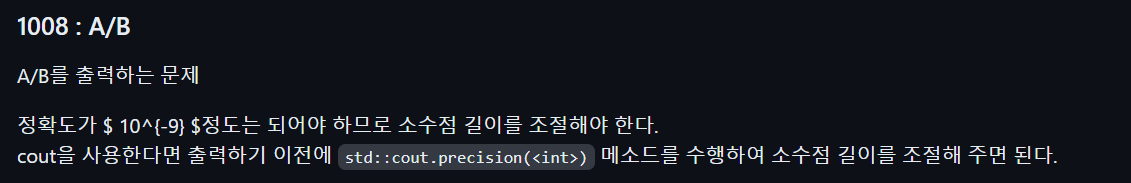 1008 : A/B
A/B를 출력하는 문제
정확도가 $ 10^{-9} $정도는 되어야 하므로 소수점 길이를 조절해야 한다.
cout을 사용한다면 출력하기 이전에 std::cout.precision(<int>) 메소드를 수행하여 소수점 길이를 조절해 주면 된다.